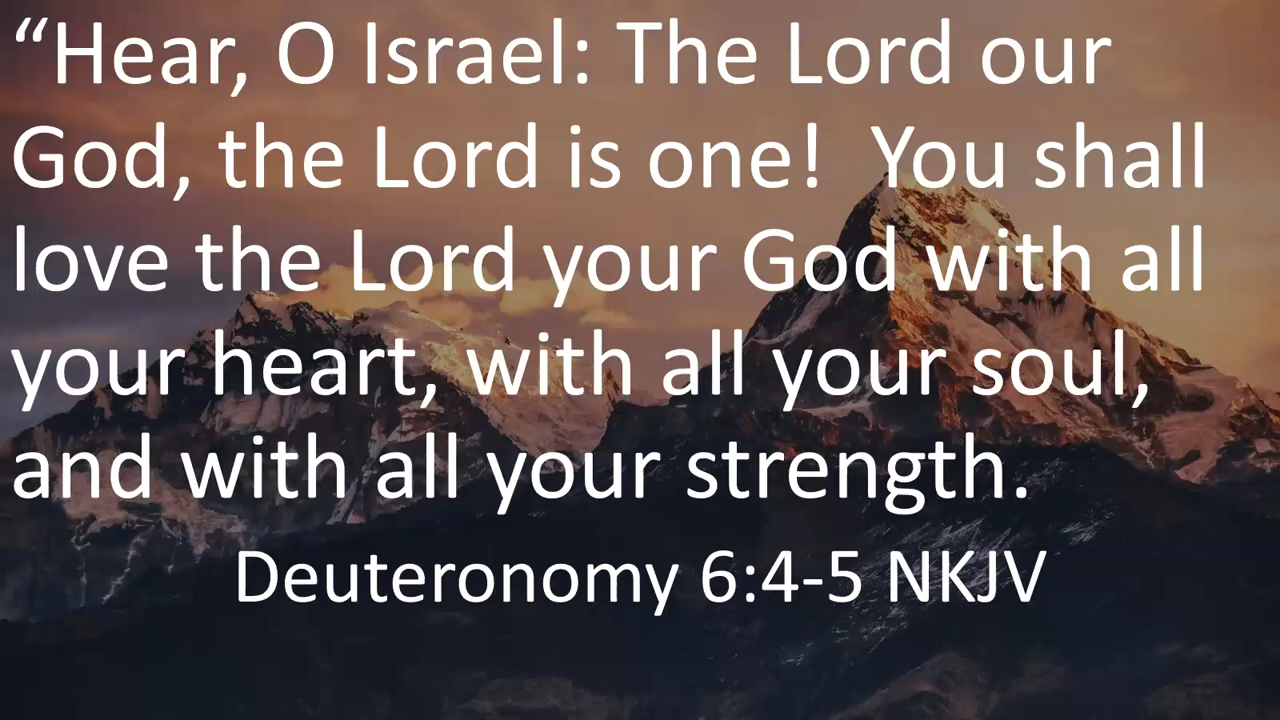 “Hear, O Israel: The Lord our
God, the Lord is one!  You shall
love the Lord your God with all
your heart, with all your soul,
and with all your strength.
Deuteronomy 6:4-5 NKJV